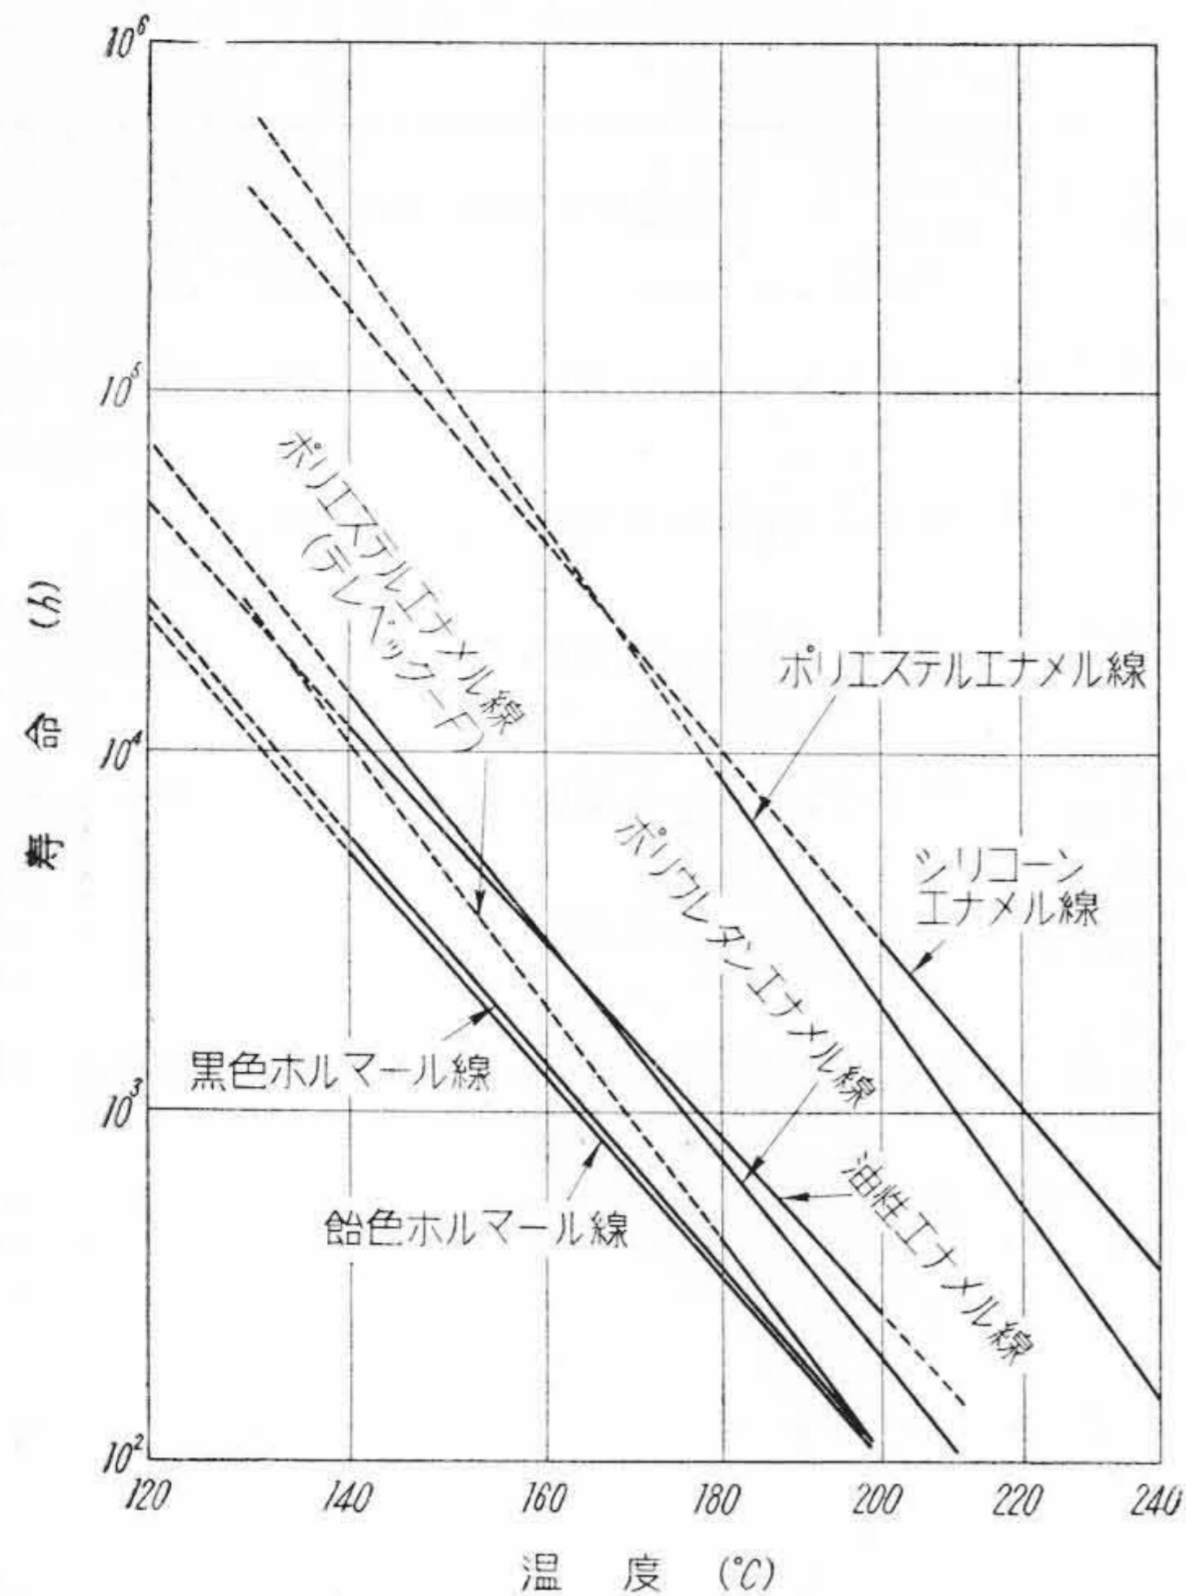 10⁶
10⁵
10⁴
10³
10²
寿命 (h)
ポリエステルエナメル線
(テレベックーF)
ポリエステルエナメル線
ポリウレタンエナメル線
シリコーン
エナメル線
黒色ホルマール線
油性エナメル線
飴色ホルマール線
120 140 160 180 200 220 240
温度 (℃)